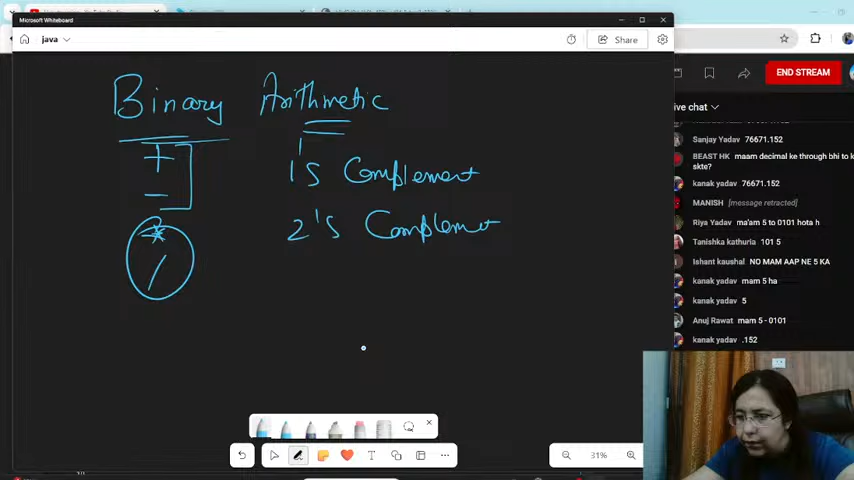 Microsoft Whiteboard
java
Share
END STREAM
ive chat
Binary Arithmetic
+
1's Complement
-
2's Complemet
*
/
Sanjay Yadav 76671.152
BEAST HK maam decimal ke through bhi to k
skte?
kanak yadav 76671.152
MANISH [message retracted]
Riya Yadav ma'am 5 to 0101 hota h
Tanishka kathuria 101 5
Ishant kaushal NO MAM AAP NE 5 KA
kanak yadav mam 5 ha
kanak yadav 5
Anuj Rawat mam 5 - 0101
kanak yadav .152
T
31%